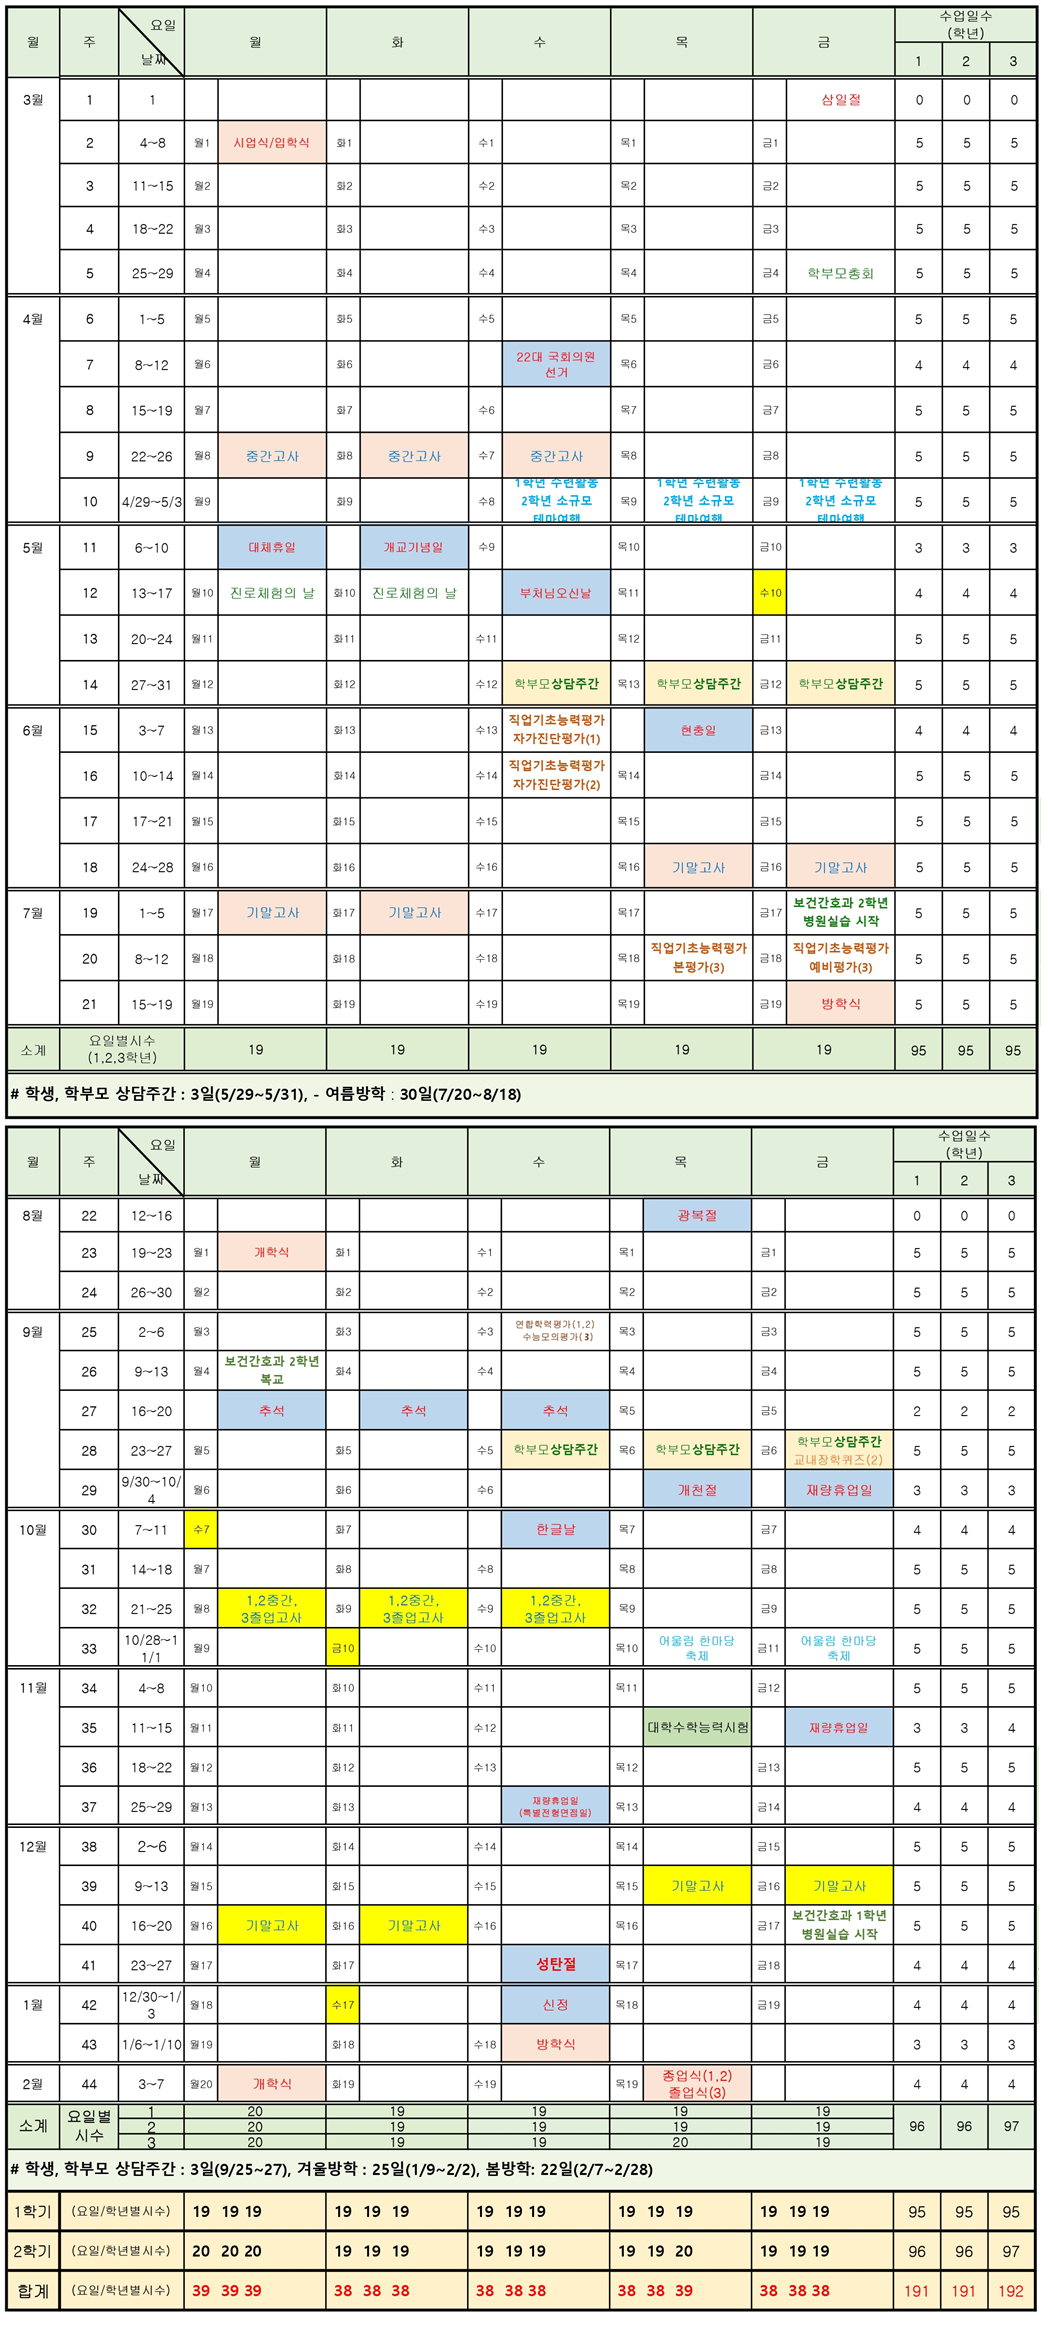 월 주 요일 월 화 수 목 금 수업일수
(학년)
날짜 1 2 3
3월 1 1 삼일절 0 0 0
2 4~8 월1 시업식/입학식 화1 수1 목1 금1 5 5 5
3 11~15 월2 화2 수2 목2 금2 5 5 5
4 18~22 월3 화3 수3 목3 금3 5 5 5
5 25~29 월4 화4 수4 목4 금4 학부모총회 5 5 5
4월 6 1~5 월5 화5 수5 목5 금5 5 5 5
7 8~12 월6 화6 22대 국회의원
선거 목6 금6 4 4 4
8 15~19 월7 화7 수6 목7 금7 5 5 5
9 22~26 월8 중간고사 화8 중간고사 수7 중간고사 목8 금8 5 5 5
10 4/29~5/3 월9 화9 수8 1학년 수련활동
2학년 소규모
테마여행 목9 1학년 수련활동
2학년 소규모
테마여행 금9 1학년 수련활동
2학년 소규모
테마여행 5 5 5
5월 11 6~10 대체휴일 개교기념일 수9 목10 금10 3 3 3
12 13~17 월10 진로체험의 날 화10 진로체험의 날 부처님오신날 목11 수10 4 4 4
13 20~24 월11 화11 수11 목12 금11 5 5 5
14 27~31 월12 화12 수12 학부모상담주간 목13 학부모상담주간 금12 학부모상담주간 5 5 5
6월 15 3~7 월13 화13 수13 직업기초능력평가
자가진단평가(1) 현충일 금13 4 4 4
16 10~14 월14 화14 수14 직업기초능력평가
자가진단평가(2) 목14 금14 5 5 5
17 17~21 월15 화15 수15 목15 금15 5 5 5
18 24~28 월16 화16 수16 목16 기말고사 금16 기말고사 5 5 5
7월 19 1~5 월17 기말고사 화17 기말고사 수17 목17 금17 보건간호과 2학년
병원실습 시작 5 5 5
20 8~12 월18 화18 수18 목18 직업기초능력평가
본평가(3) 금18 직업기초능력평가
예비평가(3) 5 5 5
21 15~19 월19 화19 수19 목19 금19 방학식 5 5 5
소계 요일별시수
(1,2,3학년) 19 19 19 19 19 95 95 95
# 학생, 학부모 상담주간 : 3일(5/29~5/31), - 여름방학 : 30일(7/20~8/18)
월 주 요일 월 화 수 목 금 수업일수
(학년)
날짜 1 2 3
8월 22 12~16 광복절 0 0 0
23 19~23 월1 개학식 화1 수1 목1 금1 5 5 5
24 26~30 월2 화2 수2 목2 금2 5 5 5
9월 25 2~6 월3 화3 수3 연합학력평가(1,2)
수능모의평가(3) 목3 금3 5 5 5
26 9~13 월4 보건간호과 2학년
복교 화4 수4 목4 금4 5 5 5
27 16~20 추석 추석 추석 목5 금5 2 2 2
28 23~27 월5 화5 수5 학부모상담주간 목6 학부모상담주간 금6 학부모상담주간
교내장학퀴즈(2) 5 5 5
29 9/30~10/
4 월6 화6 수6 개천절 재량휴업일 3 3 3
10월 30 7~11 수7 화7 한글날 목7 금7 4 4 4
31 14~18 월7 화8 수8 목8 금8 5 5 5
32 21~25 월8 1,2중간,
3졸업고사 화9 1,2중간,
3졸업고사 수9 1,2중간,
3졸업고사 목9 금9 5 5 5
33 10/28~1
1/1 월9 금10 수10 목10 어울림 한마당
축제 금11 어울림 한마당
축제 5 5 5
11월 34 4~8 월10 화10 수11 목11 금12 5 5 5
35 11~15 월11 화11 수12 대학수학능력시험 재량휴업일 3 3 4
36 18~22 월12 화12 수13 목12 금13 5 5 5
37 25~29 월13 화13 재량휴업일
(특별전형면접일) 목13 금14 4 4 4
12월 38 2~6 월14 화14 수14 목14 금15 5 5 5
39 9~13 월15 화15 수15 목15 기말고사 금16 기말고사 5 5 5
40 16~20 월16 기말고사 화16 기말고사 수16 목16 금17 보건간호과 1학년
병원실습 시작 5 5 5
41 23~27 월17 화17 성탄절 목17 금18 4 4 4
1월 42 12/30~1/
3 월18 수17 신정 목18 금19 4 4 4
43 1/6~1/10 월19 화18 수18 방학식 3 3 3
2월 44 3~7 월20 개학식 화19 수19 목19 종업식(1,2)
졸업식(3) 4 4 4
소계 요일별
시수 1 20 19 19 19 19 96 96 97
2 20 19 19 19 19
3 20 19 19 20 19
# 학생, 학부모 상담주간 : 3일(9/25~27), 겨울방학 : 25일(1/9~2/2), 봄방학: 22일(2/7~2/28)
1학기 (요일/학년별시수) 19 19 19 19 19 19 19 19 19 19 19 19 19 19 19 95 95 95
2학기 (요일/학년별시수) 20 20 20 19 19 19 19 19 19 19 19 20 19 19 19 96 96 97
합계 (요일/학년별시수) 39 39 39 38 38 38 38 38 38 38 38 39 38 38 38 191 191 192